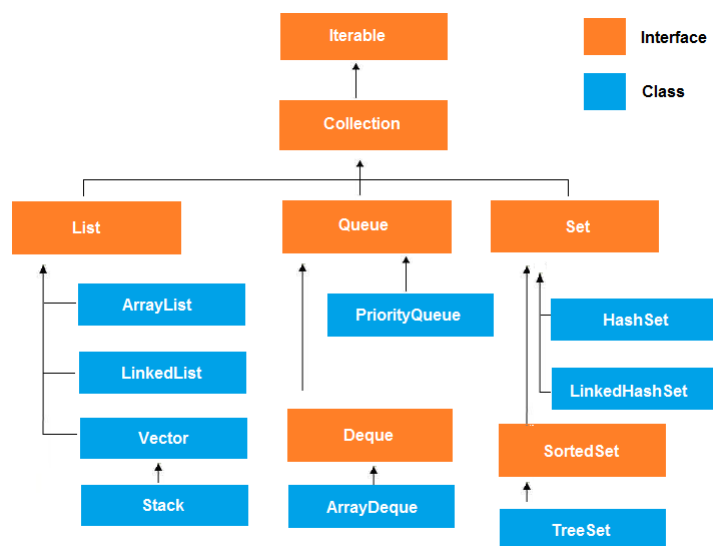 Iterable
Interface
Class
Collection
List
Queue
Set
ArrayList
PriorityQueue
HashSet
LinkedList
LinkedHashSet
Vector
Deque
SortedSet
Stack
ArrayDeque
TreeSet